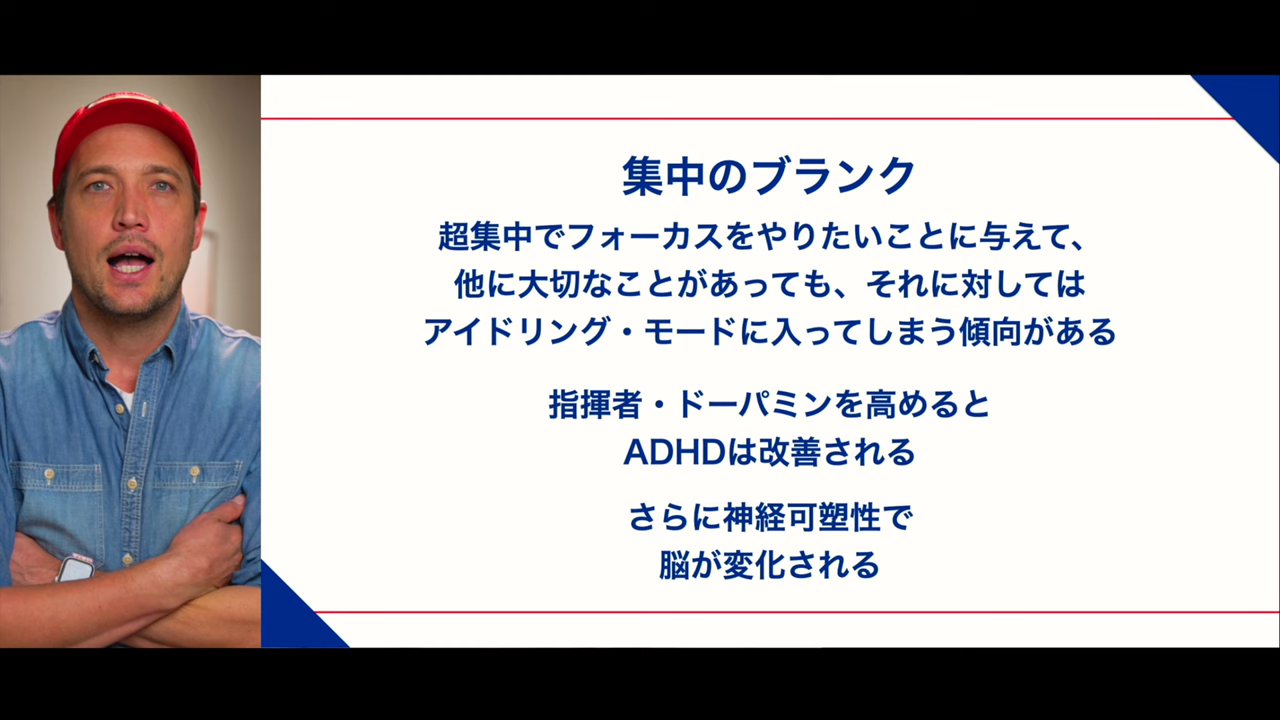 集中のブランク
超集中でフォーカスをやりたいことに与えて、
他に大切なことがあっても、それに対しては
アイドリング・モードに入ってしまう傾向がある
指揮者・ドーパミンを高めると
ADHDは改善される
さらに神経可塑性で
脳が変化される